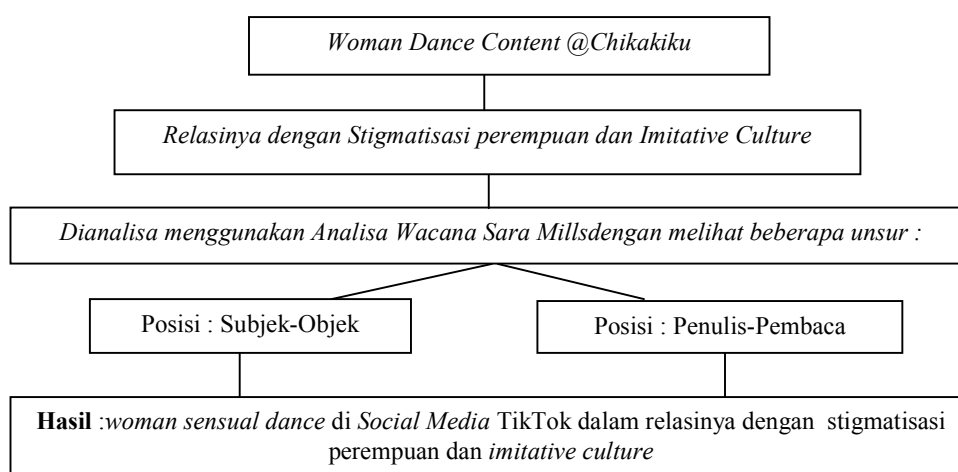 Woman Dance Content @Chikakiku
Relasinya dengan Stigmatisasi perempuan dan Imitative Culture
Dianalisa menggunakan Analisa Wacana Sara Millsdengan melihat beberapa unsur :
Posisi : Subjek-Objek
Posisi : Penulis-Pembaca
Hasil :woman sensual dance di Social Media TikTok dalam relasinya dengan stigmatisasi
perempuan dan imitative culture